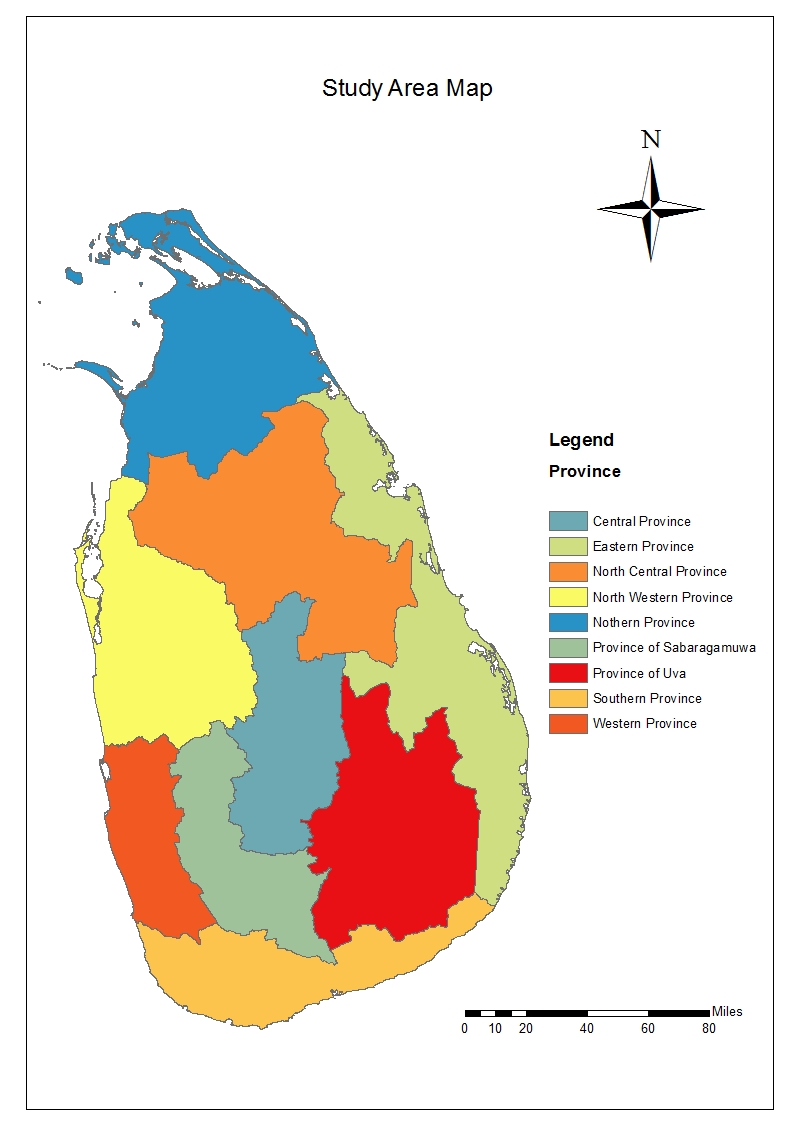 Study Area Map
N
Legend
Province
Central Province
Eastern Province
North Central Province
North Western Province
Nothern Province
Province of Sabaragamuwa
Province of Uva
Southern Province
Western Province
Miles
0 10 20 40 60 80